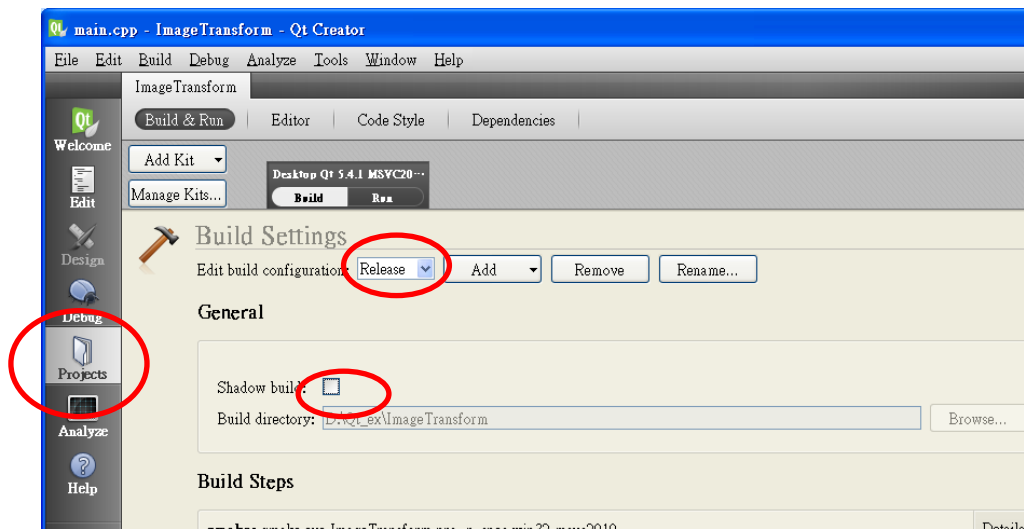 main.cpp - ImageTransform - Qt Creator
File Edit Build Debug Analyze Tools Window Help
ImageTransform
Build & Run Editor Code Style Dependencies
Welcome
Add Kit
Desktop Qt 5.4.1 MSVC20...
Manage Kits...
Build Run
Edit
Build Settings
Design
Edit build configuration: Release Add Remove Rename...
Debug
General
Projects
Shadow build:
Build directory: D:\Qt_ex\ImageTransform Browse...
Analyze
Help
Build Steps
Details